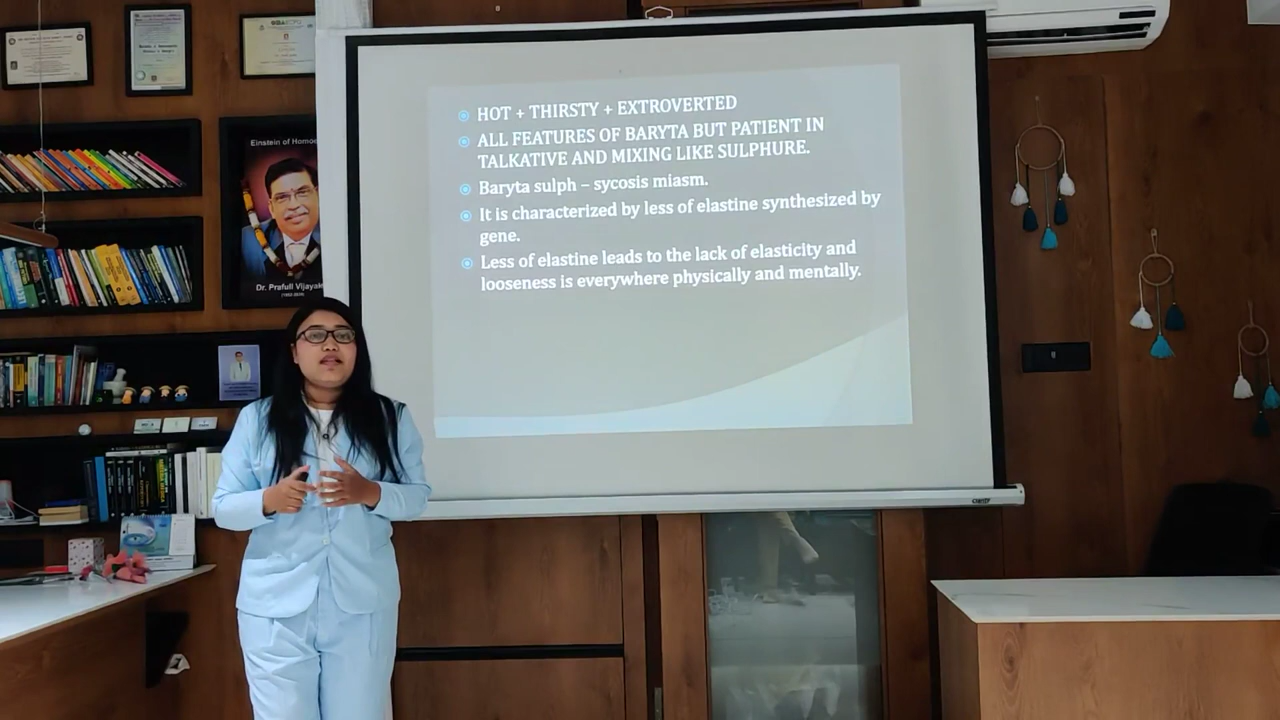 HOT + THIRSTY + EXTROVERTED
ALL FEATURES OF BARYTA BUT PATIENT IN
TALKATIVE AND MIXING LIKE SULPHURE.
Baryta sulph – sycosis miasm.
It is characterized by less of elastine synthesized by
gene.
Less of elastine leads to the lack of elasticity and
looseness is everywhere physically and mentally.
Einstein of Homoe
Dr. Prafull Vijayak